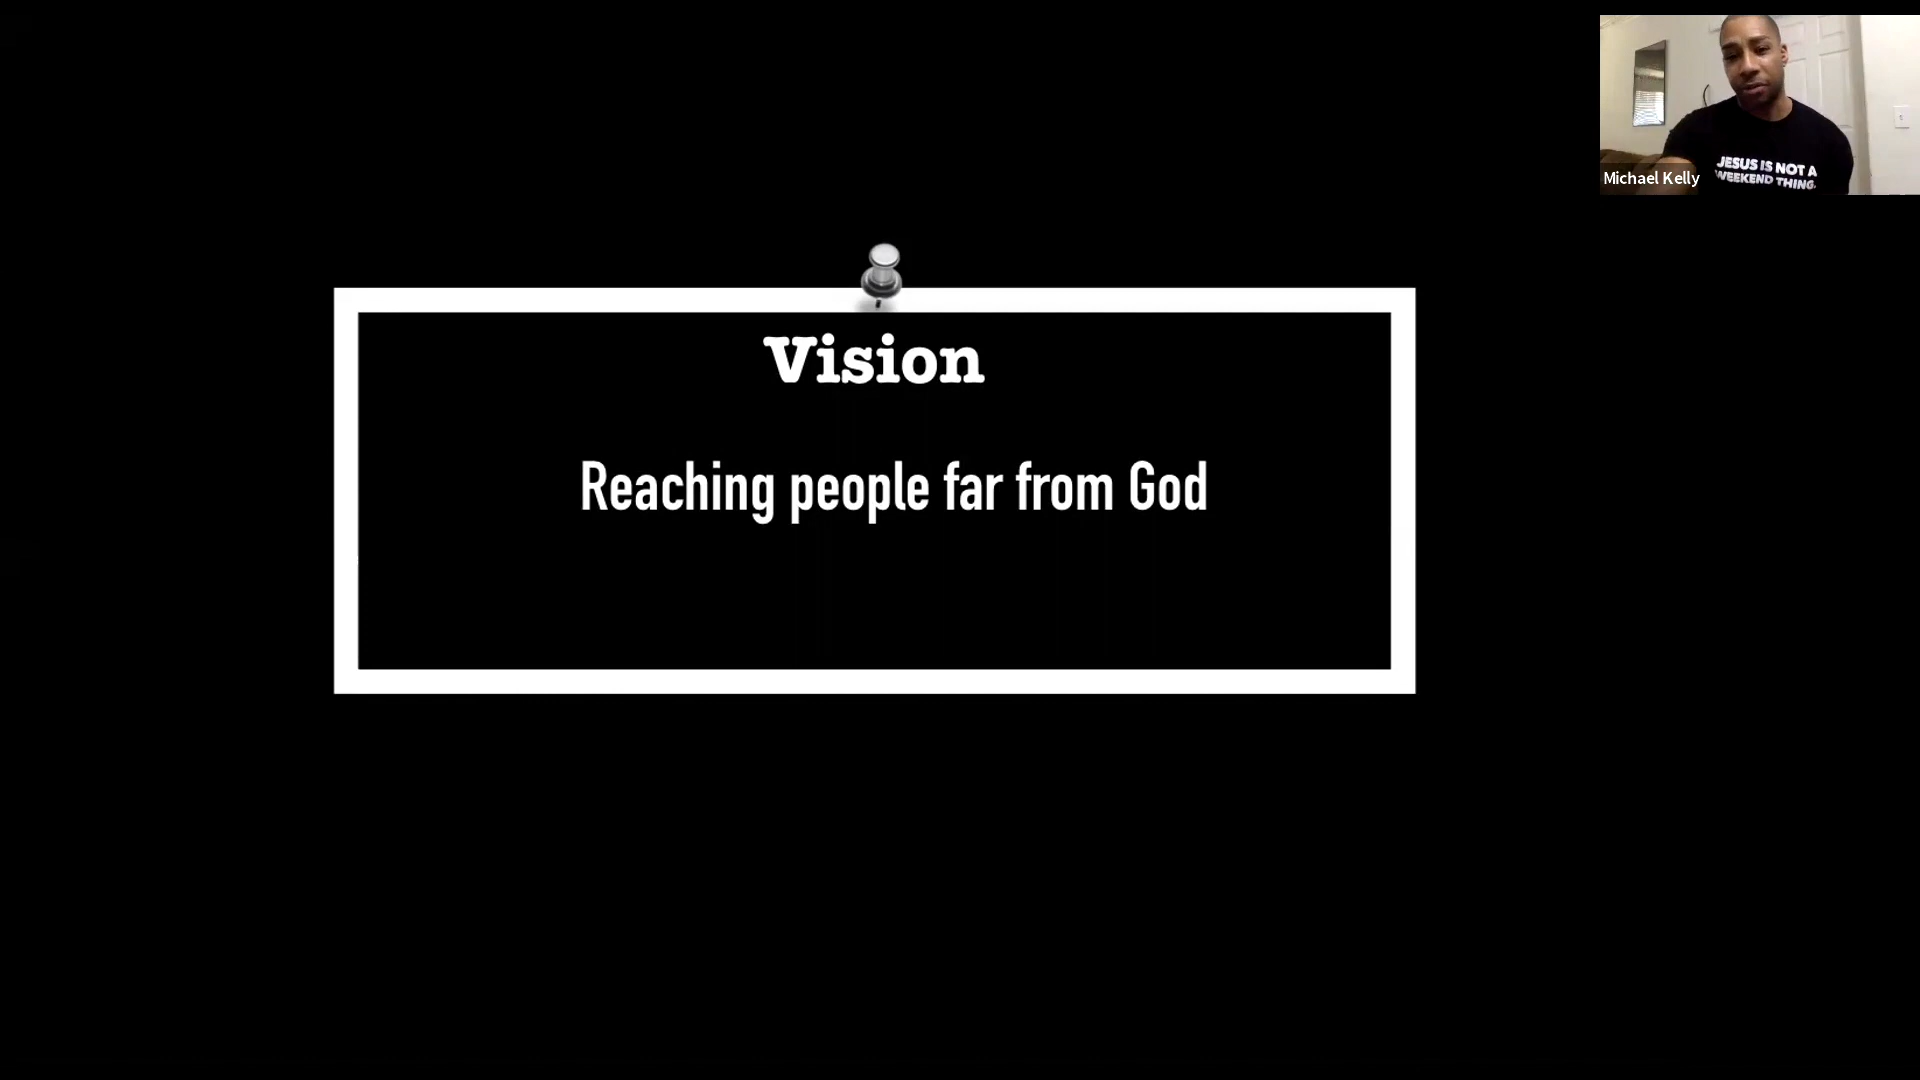 Vision
Reaching people far from God
JESUS IS NOT A
WEEKEND THING.
Michael Kelly